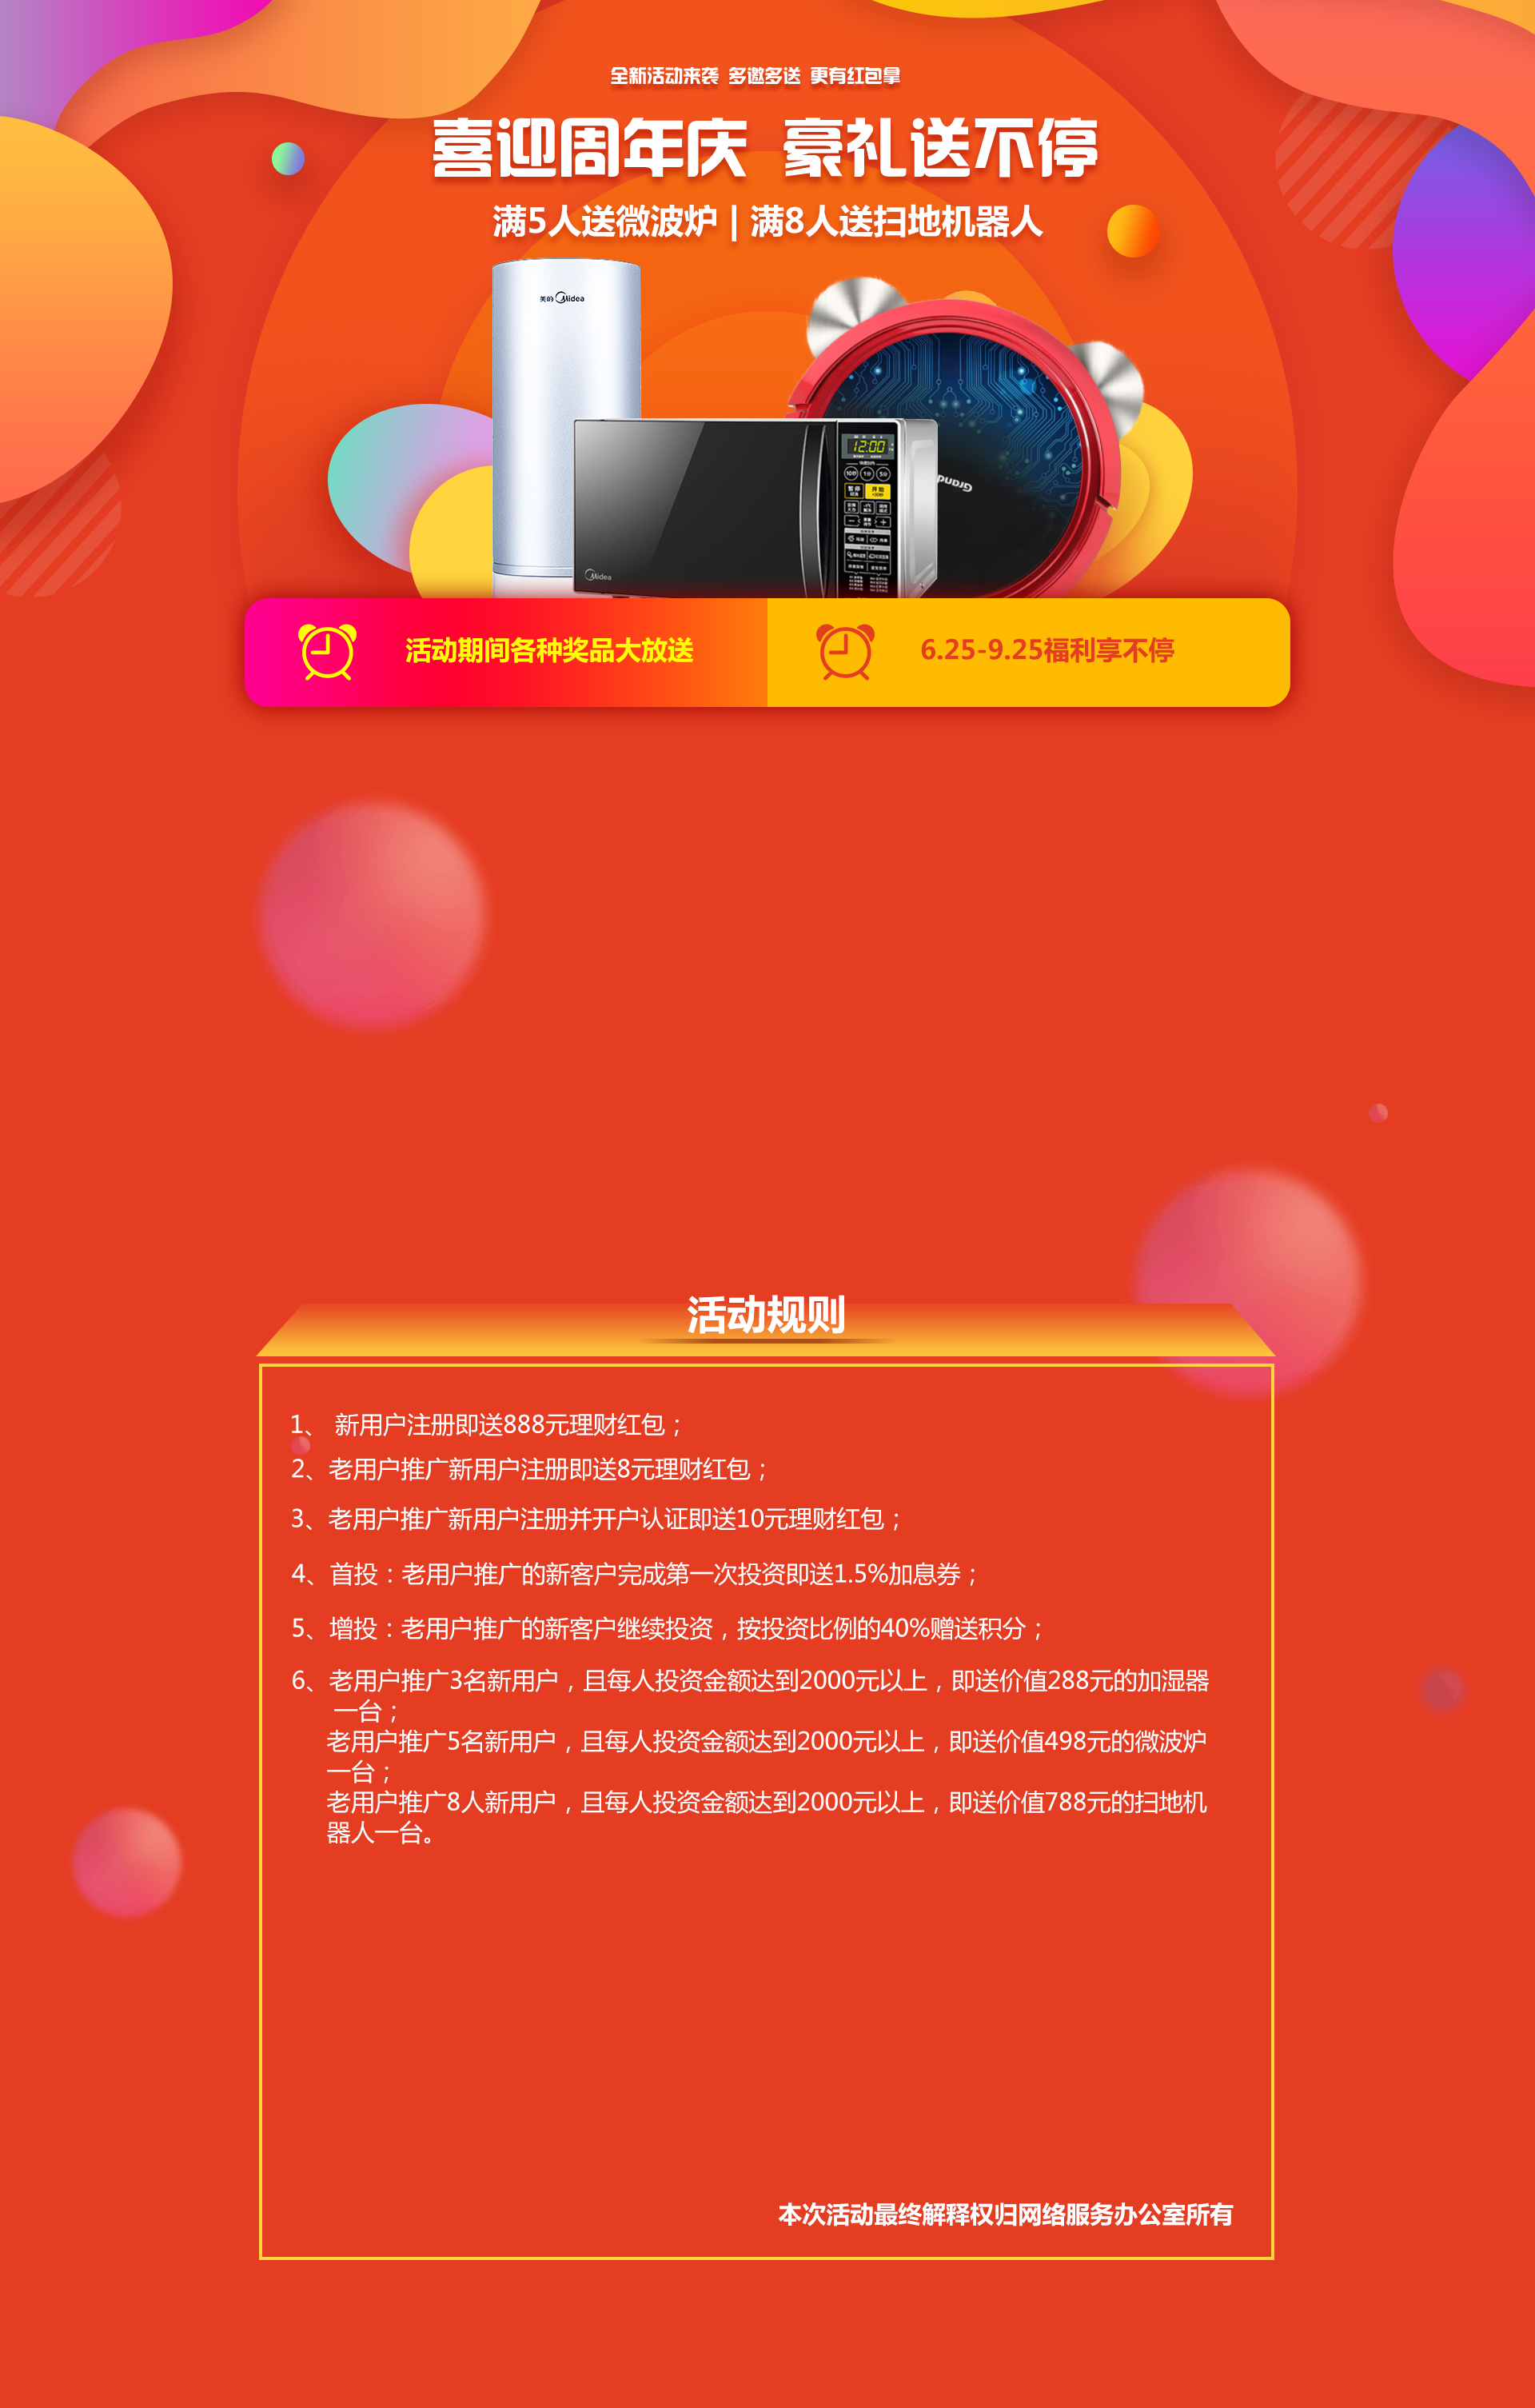 全新活动来袭 多邀多送 更有红包拿
喜迎周年庆 豪礼送不停
满5人送微波炉 | 满8人送扫地机器人
美的 Midea
12:00
10秒 1分 5分
开始
Grand
Midea
活动期间各种奖品大放送
6.25-9.25福利享不停
活动规则
1、 新用户注册即送888元理财红包；
2、老用户推广新用户注册即送8元理财红包；
3、老用户推广新用户注册并开户认证即送10元理财红包；
4、首投：老用户推广的新客户完成第一次投资即送1.5%加息券；
5、增投：老用户推广的新客户继续投资，按投资比例的40%赠送积分；
6、老用户推广3名新用户，且每人投资金额达到2000元以上，即送价值288元的加湿器
一台；
老用户推广5名新用户，且每人投资金额达到2000元以上，即送价值498元的微波炉
一台；
老用户推广8人新用户，且每人投资金额达到2000元以上，即送价值788元的扫地机
器人一台。
本次活动最终解释权归网络服务办公室所有